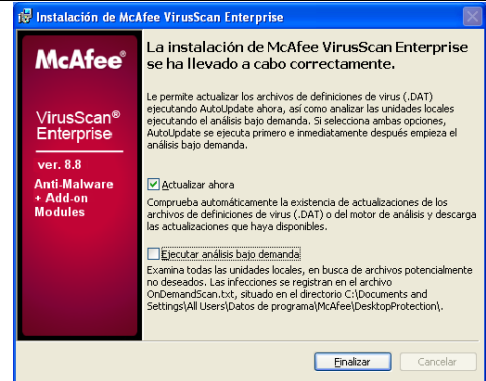 Instalación de McAfee VirusScan Enterprise
McAfee®
VirusScan®
Enterprise
ver. 8.8
Anti-Malware
+ Add-on
Modules
La instalación de McAfee VirusScan Enterprise
se ha llevado a cabo correctamente.
Le permite actualizar los archivos de definiciones de virus (.DAT)
ejecutando AutoUpdate ahora, así como analizar las unidades locales
ejecutando el análisis bajo demanda. Si selecciona ambas opciones,
AutoUpdate se ejecuta primero e inmediatamente después empieza el
análisis bajo demanda.
Actualizar ahora
Comprueba automáticamente la existencia de actualizaciones de los
archivos de definiciones de virus (.DAT) o del motor de análisis y descarga
las actualizaciones que haya disponibles.
Ejecutar análisis bajo demanda
Examina todas las unidades locales, en busca de archivos potencialmente
no deseados. Las infecciones se registran en el archivo
OnDemandScan.txt, situado en el directorio C:\Documents and
Settings\All Users\Datos de programa\McAfee\DesktopProtection\.
Finalizar
Cancelar